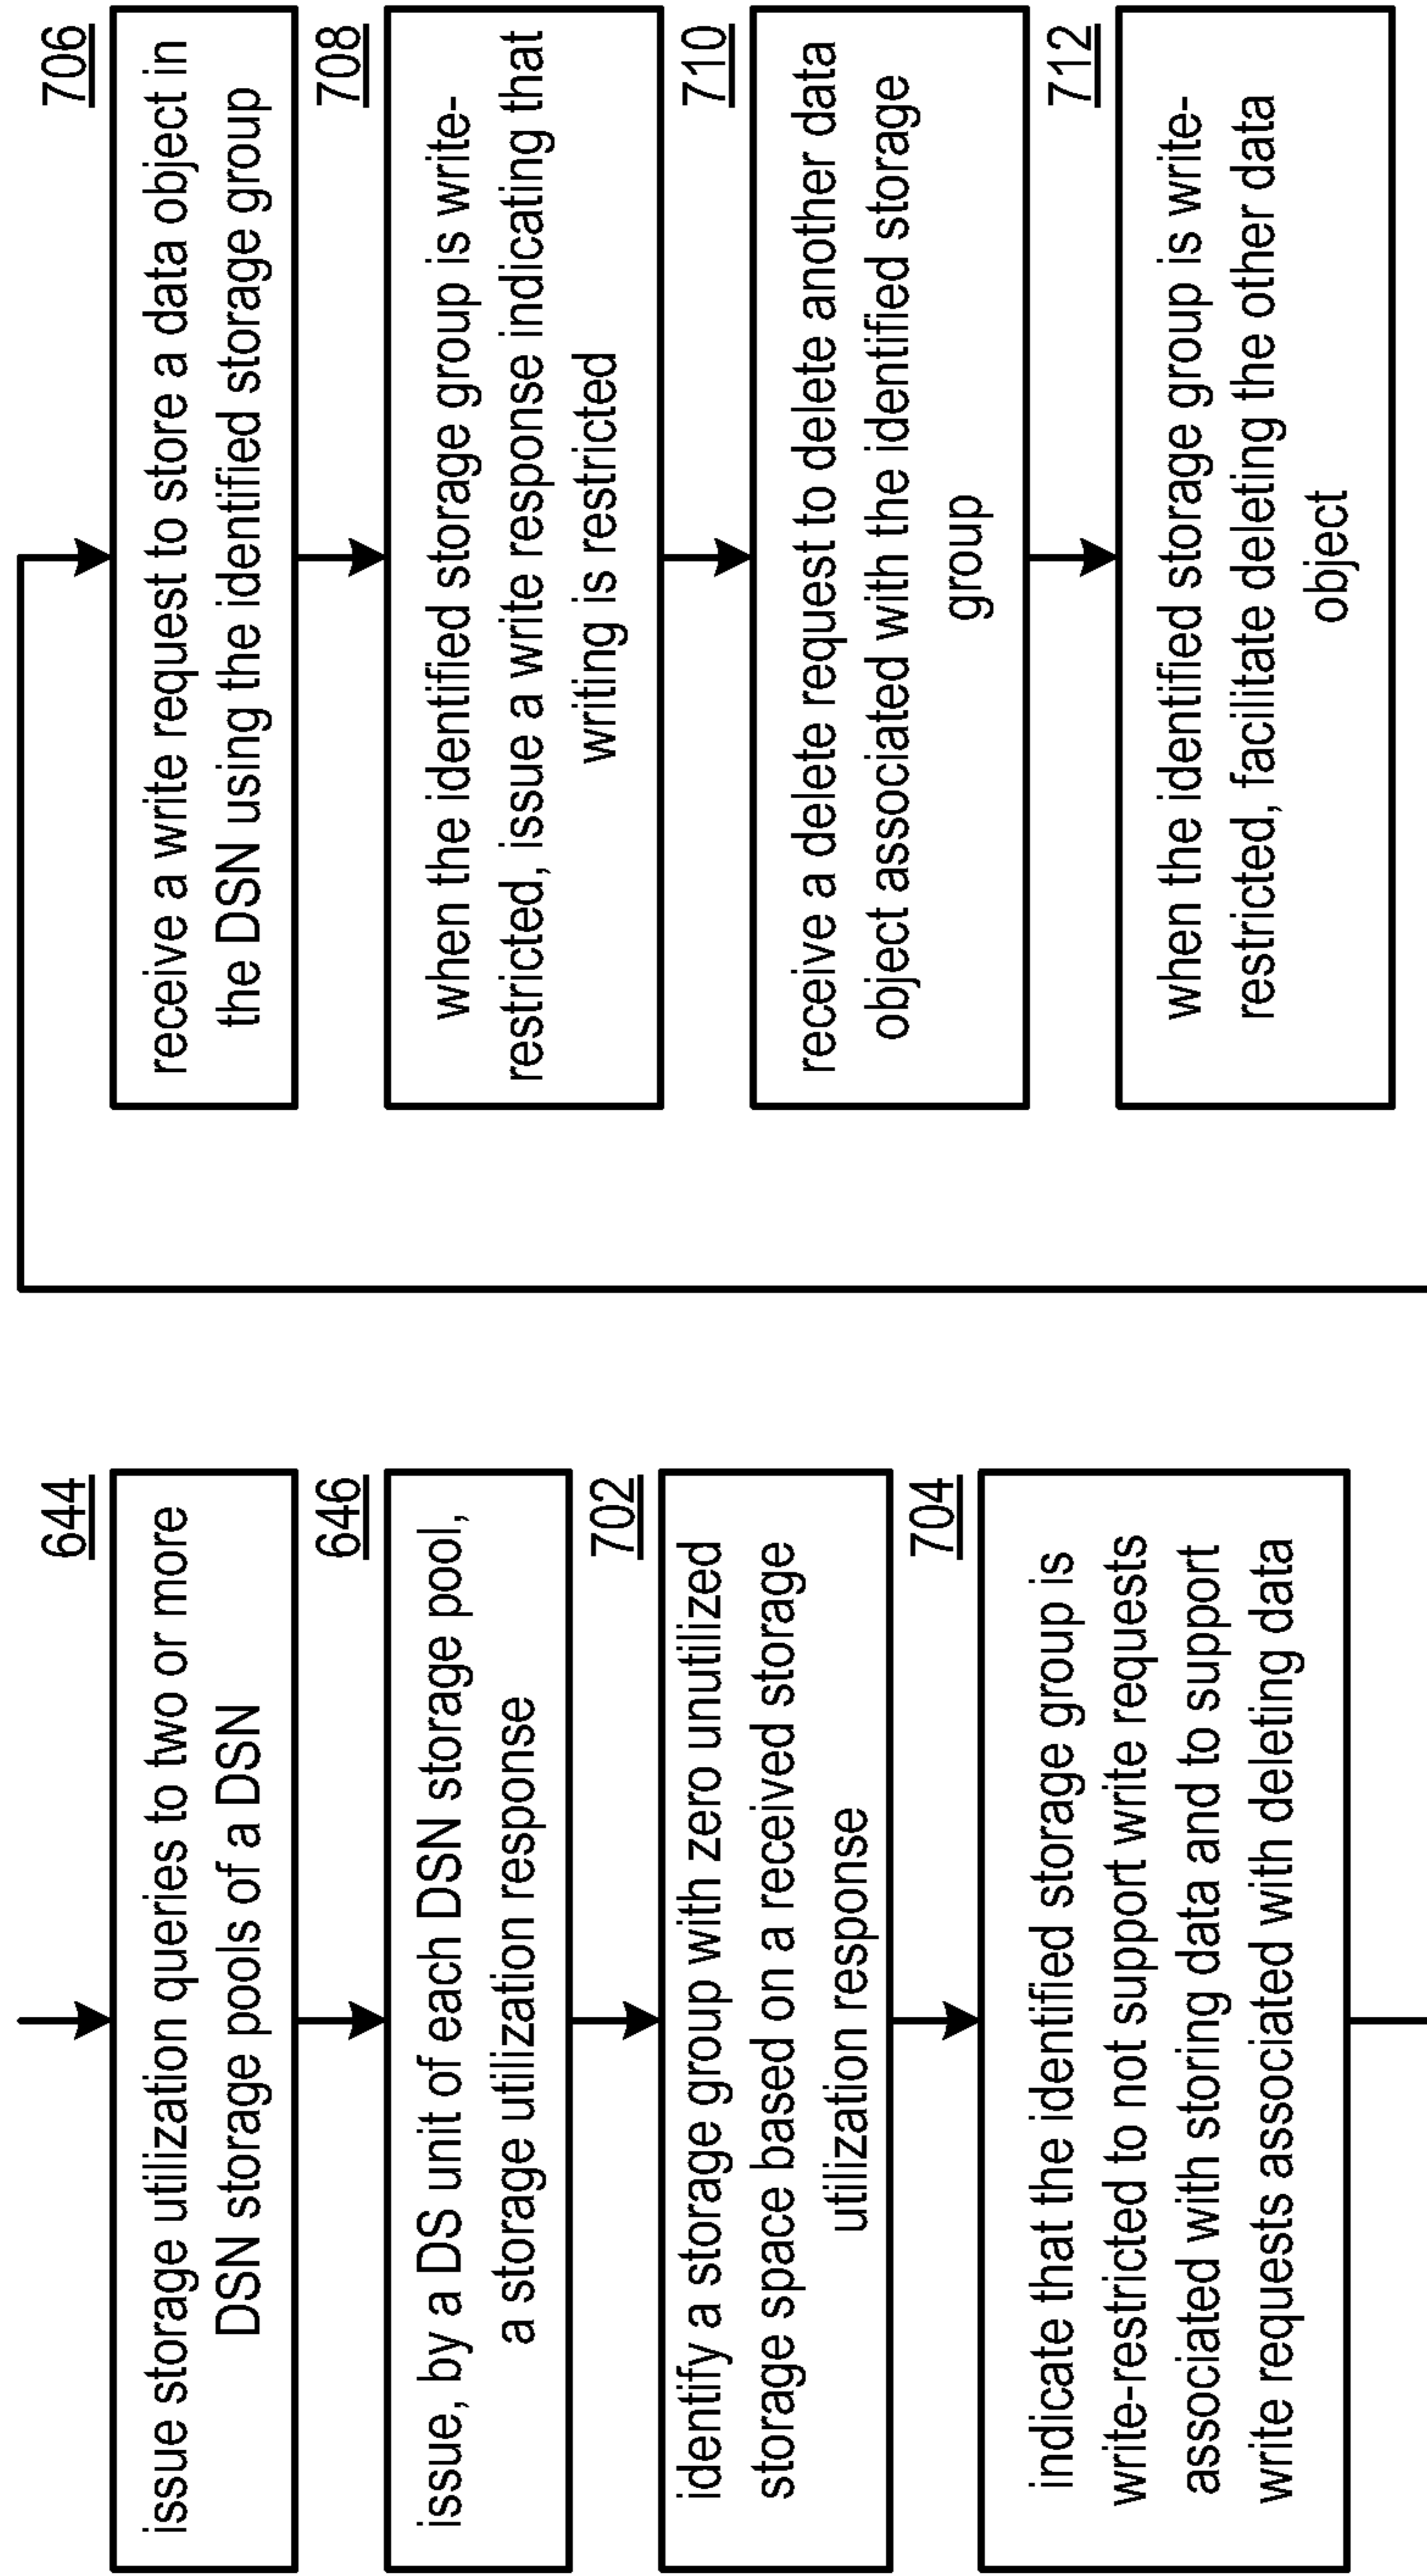 644
issue storage utilization queries to two or more
DSN storage pools of a DSN
646
issue, by a DS unit of each DSN storage pool,
a storage utilization response
702
identify a storage group with zero unutilized
storage space based on a received storage
utilization response
704
indicate that the identified storage group is
write-restricted to not support write requests
associated with storing data and to support
write requests associated with deleting data
706
receive a write request to store a data object in
the DSN using the identified storage group
708
when the identified storage group is write-
restricted, issue a write response indicating that
writing is restricted
710
receive a delete request to delete another data
object associated with the identified storage
group
712
when the identified storage group is write-
restricted, facilitate deleting the other data
object